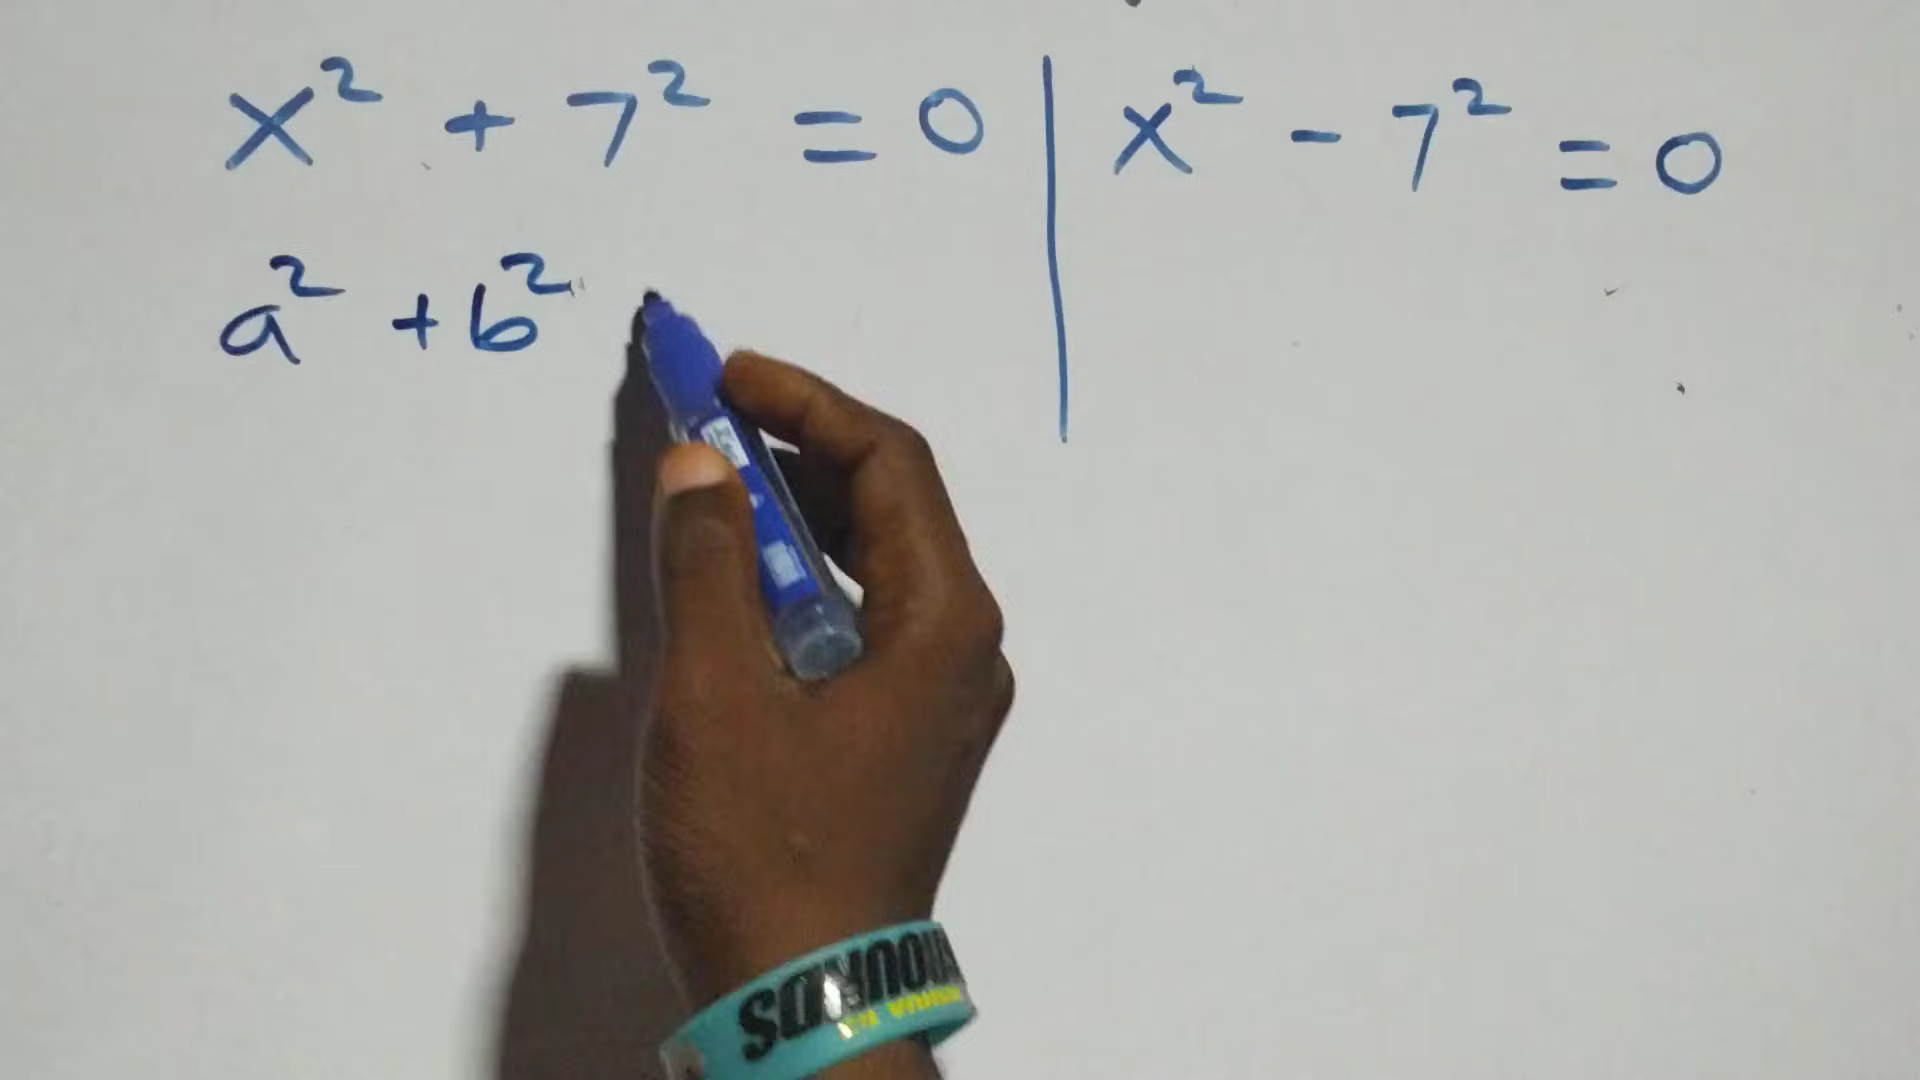 x² + 7² = 0 | x² - 7² = 0
a² + b²